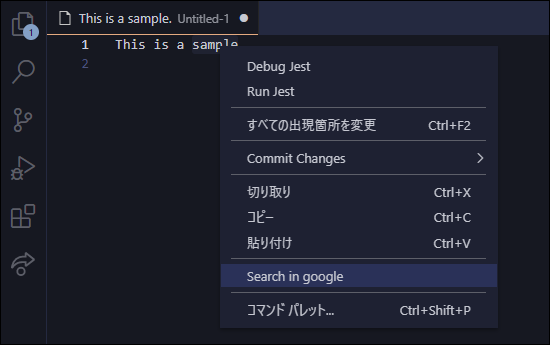 This is a sample. Untitled-1
1
1 This is a sample
2
Debug Jest
Run Jest
すべての出現箇所を変更 Ctrl+F2
Commit Changes
切り取り Ctrl+X
コピー Ctrl+C
貼り付け Ctrl+V
Search in google
コマンド パレット... Ctrl+Shift+P